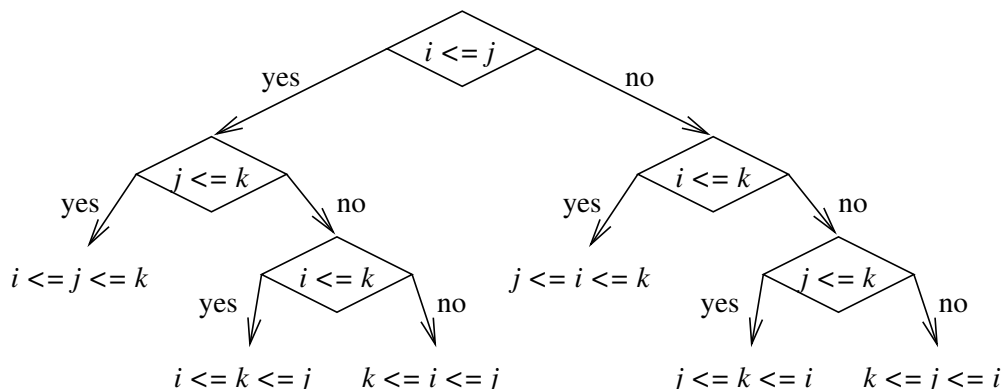 i <= j
yes
no
j <= k
i <= k
yes
no
yes
no
i <= j <= k
i <= k
j <= i <= k
j <= k
yes
no
yes
no
i <= k <= j
k <= i <= j
j <= k <= i
k <= j <= i